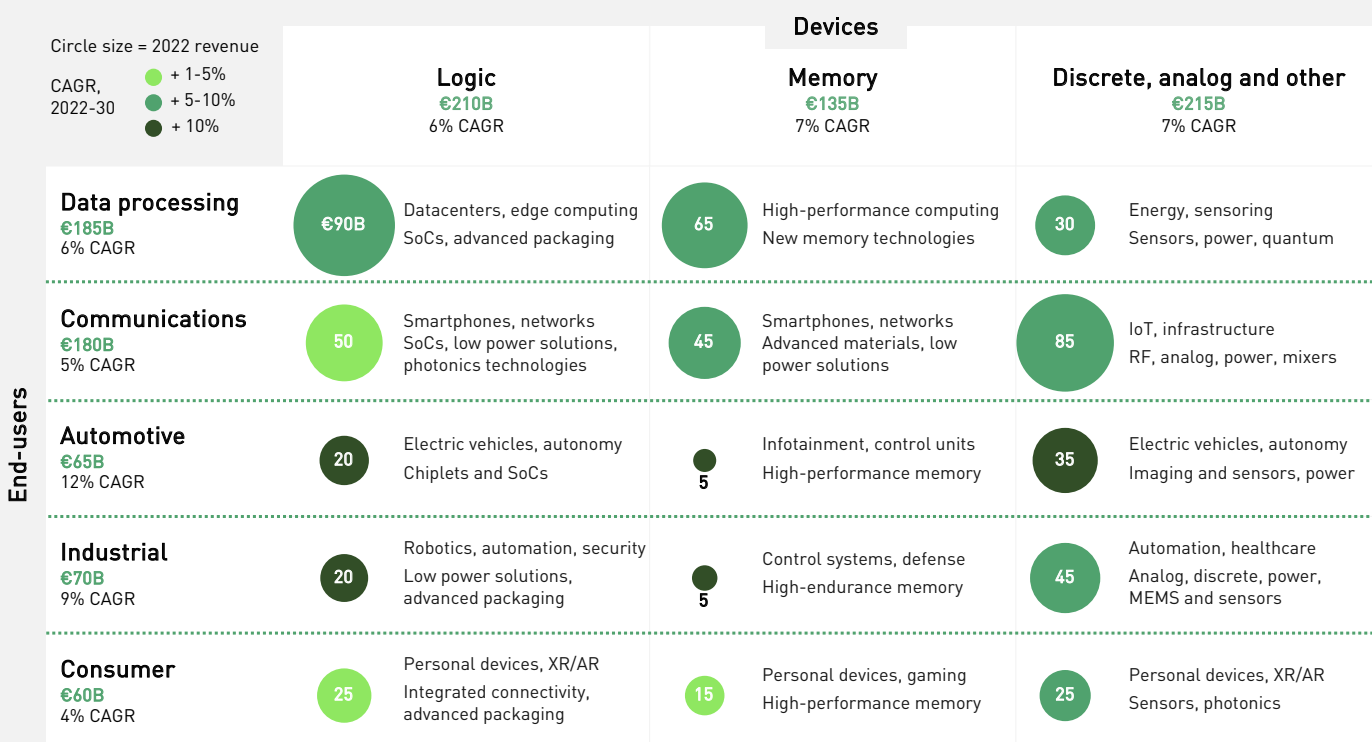 Devices
Circle size = 2022 revenue
CAGR,
2022-30
+ 1-5%
+ 5-10%
+ 10%
Logic
€210B
6% CAGR
Memory
€135B
7% CAGR
Discrete, analog and other
€215B
7% CAGR
End-users
Data processing
€185B
6% CAGR
€90B
Datacenters, edge computing
SoCs, advanced packaging
65
High-performance computing
New memory technologies
30
Energy, sensoring
Sensors, power, quantum
Communications
€180B
5% CAGR
50
Smartphones, networks
SoCs, low power solutions,
photonics technologies
45
Smartphones, networks
Advanced materials, low
power solutions
85
IoT, infrastructure
RF, analog, power, mixers
Automotive
€65B
12% CAGR
20
Electric vehicles, autonomy
Chiplets and SoCs
5
Infotainment, control units
High-performance memory
35
Electric vehicles, autonomy
Imaging and sensors, power
Industrial
€70B
9% CAGR
20
Robotics, automation, security
Low power solutions,
advanced packaging
5
Control systems, defense
High-endurance memory
45
Automation, healthcare
Analog, discrete, power,
MEMS and sensors
Consumer
€60B
4% CAGR
25
Personal devices, XR/AR
Integrated connectivity,
advanced packaging
15
Personal devices, gaming
High-performance memory
25
Personal devices, XR/AR
Sensors, photonics